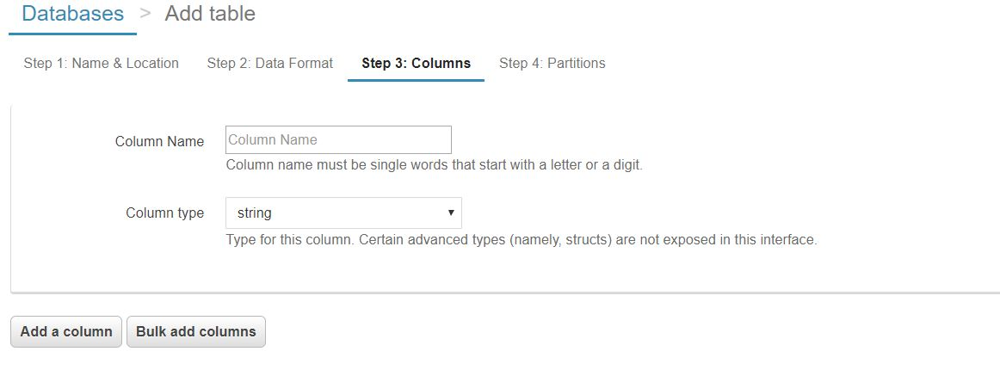 Databases > Add table
Step 1: Name & Location Step 2: Data Format Step 3: Columns Step 4: Partitions
Column Name Column Name
Column name must be single words that start with a letter or a digit.
Column type string
Type for this column. Certain advanced types (namely, structs) are not exposed in this interface.
Add a column Bulk add columns